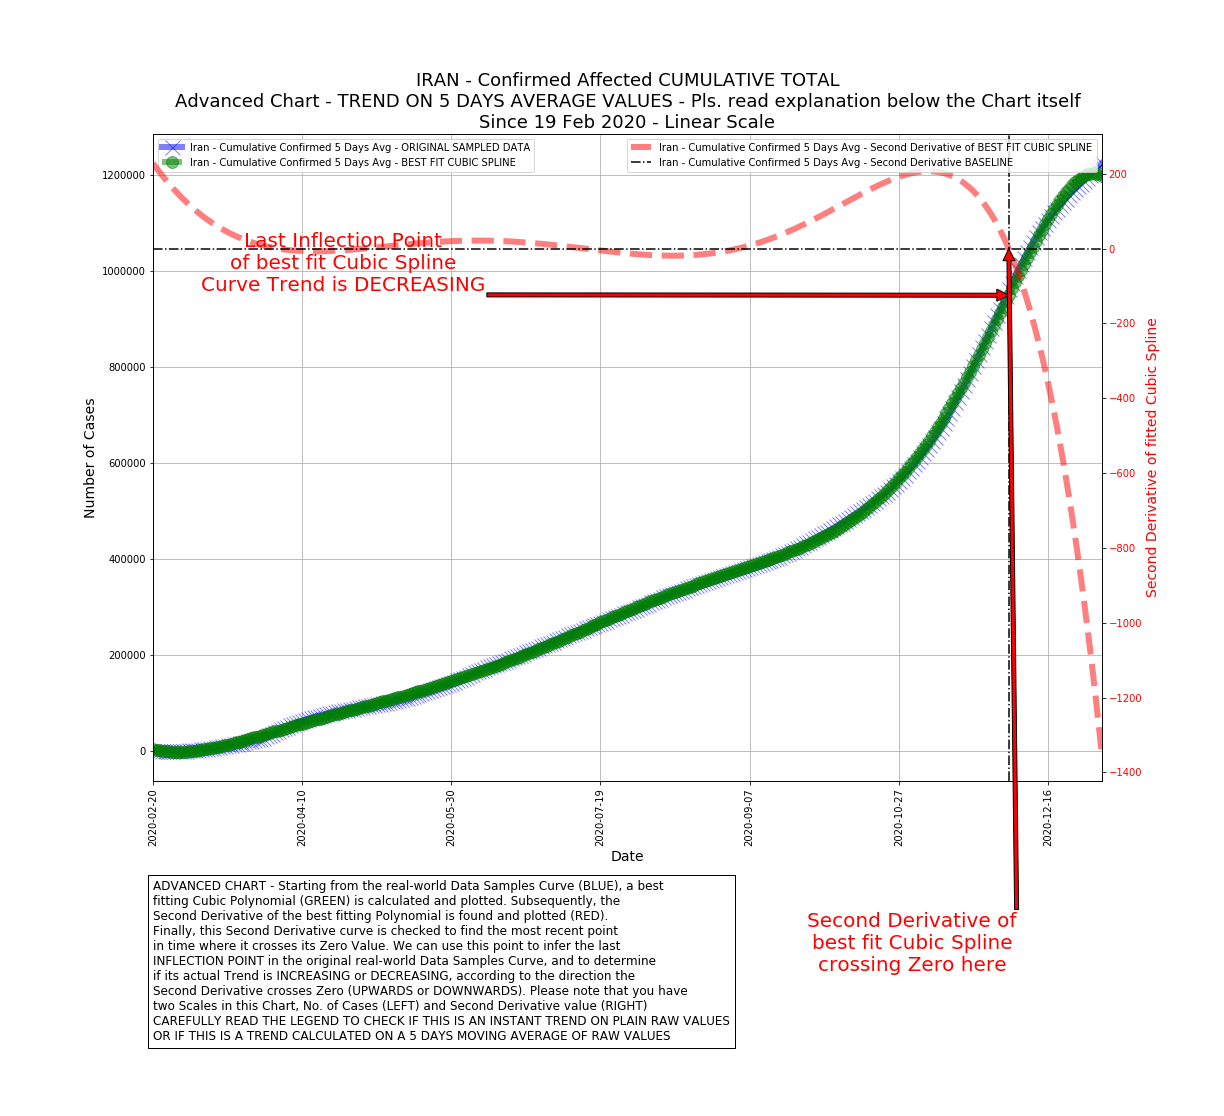 IRAN - Confirmed Affected CUMULATIVE TOTAL
Advanced Chart - TREND ON 5 DAYS AVERAGE VALUES - Pls. read explanation below the Chart itself
Since 19 Feb 2020 - Linear Scale
Iran - Cumulative Confirmed 5 Days Avg - ORIGINAL SAMPLED DATA
Iran - Cumulative Confirmed 5 Days Avg - BEST FIT CUBIC SPLINE
Iran - Cumulative Confirmed 5 Days Avg - Second Derivative of BEST FIT CUBIC SPLINE
Iran - Cumulative Confirmed 5 Days Avg - Second Derivative BASELINE
1200000
1000000
800000
600000
400000
200000
0
Number of Cases
200
0
−200
−400
−600
−800
−1000
−1200
−1400
Second Derivative of fitted Cubic Spline
Last Inflection Point
of best fit Cubic Spline
Curve Trend is DECREASING
2020-02-20
2020-04-10
2020-05-30
2020-07-19
2020-09-07
2020-10-27
2020-12-16
Date
Second Derivative of
best fit Cubic Spline
crossing Zero here
ADVANCED CHART - Starting from the real-world Data Samples Curve (BLUE), a best
fitting Cubic Polynomial (GREEN) is calculated and plotted. Subsequently, the
Second Derivative of the best fitting Polynomial is found and plotted (RED).
Finally, this Second Derivative curve is checked to find the most recent point
in time where it crosses its Zero Value. We can use this point to infer the last
INFLECTION POINT in the original real-world Data Samples Curve, and to determine
if its actual Trend is INCREASING or DECREASING, according to the direction the
Second Derivative crosses Zero (UPWARDS or DOWNWARDS). Please note that you have
two Scales in this Chart, No. of Cases (LEFT) and Second Derivative value (RIGHT)
CAREFULLY READ THE LEGEND TO CHECK IF THIS IS AN INSTANT TREND ON PLAIN RAW VALUES
OR IF THIS IS A TREND CALCULATED ON A 5 DAYS MOVING AVERAGE OF RAW VALUES